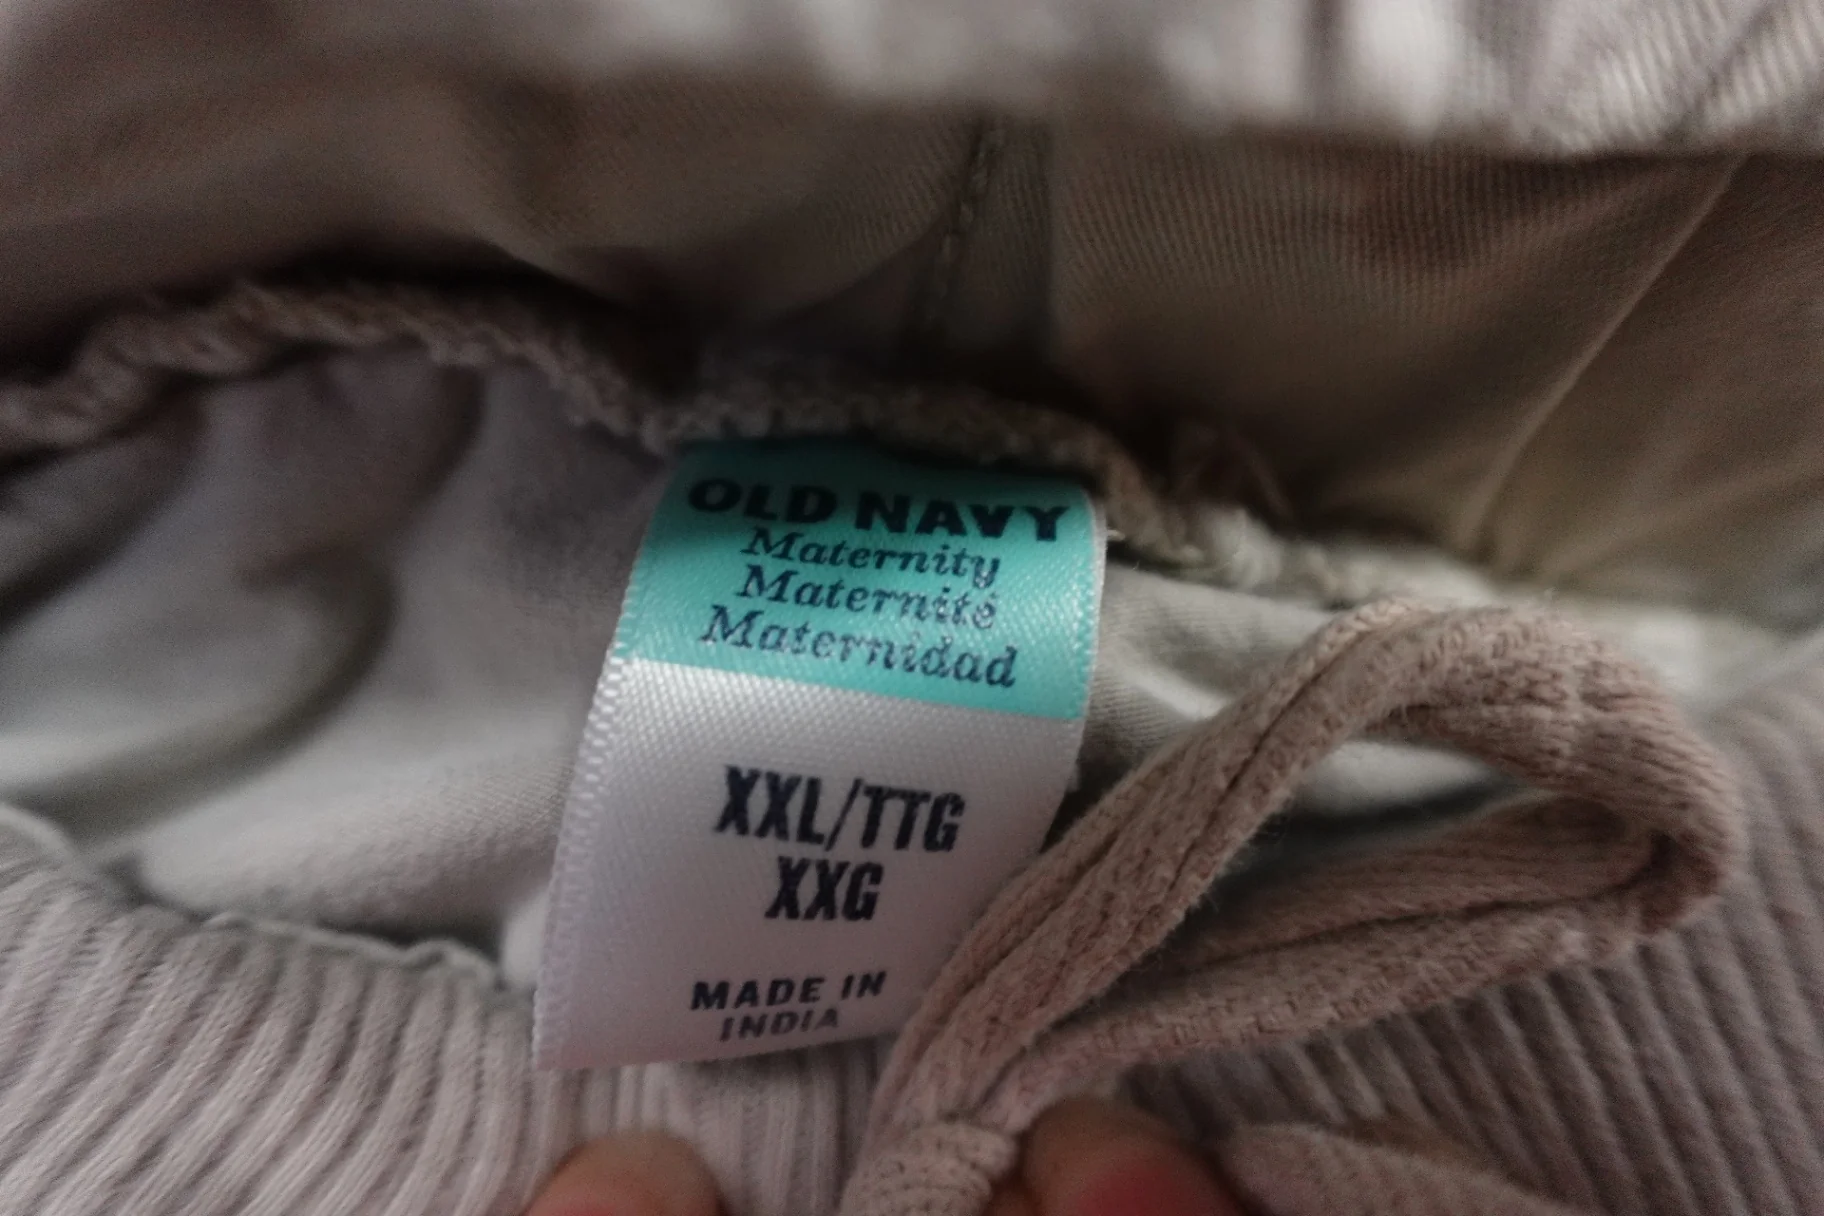 OLD NAVY
Maternity
Maternité
Maternidad
XXL/TTG
XXG
MADE IN
INDIA